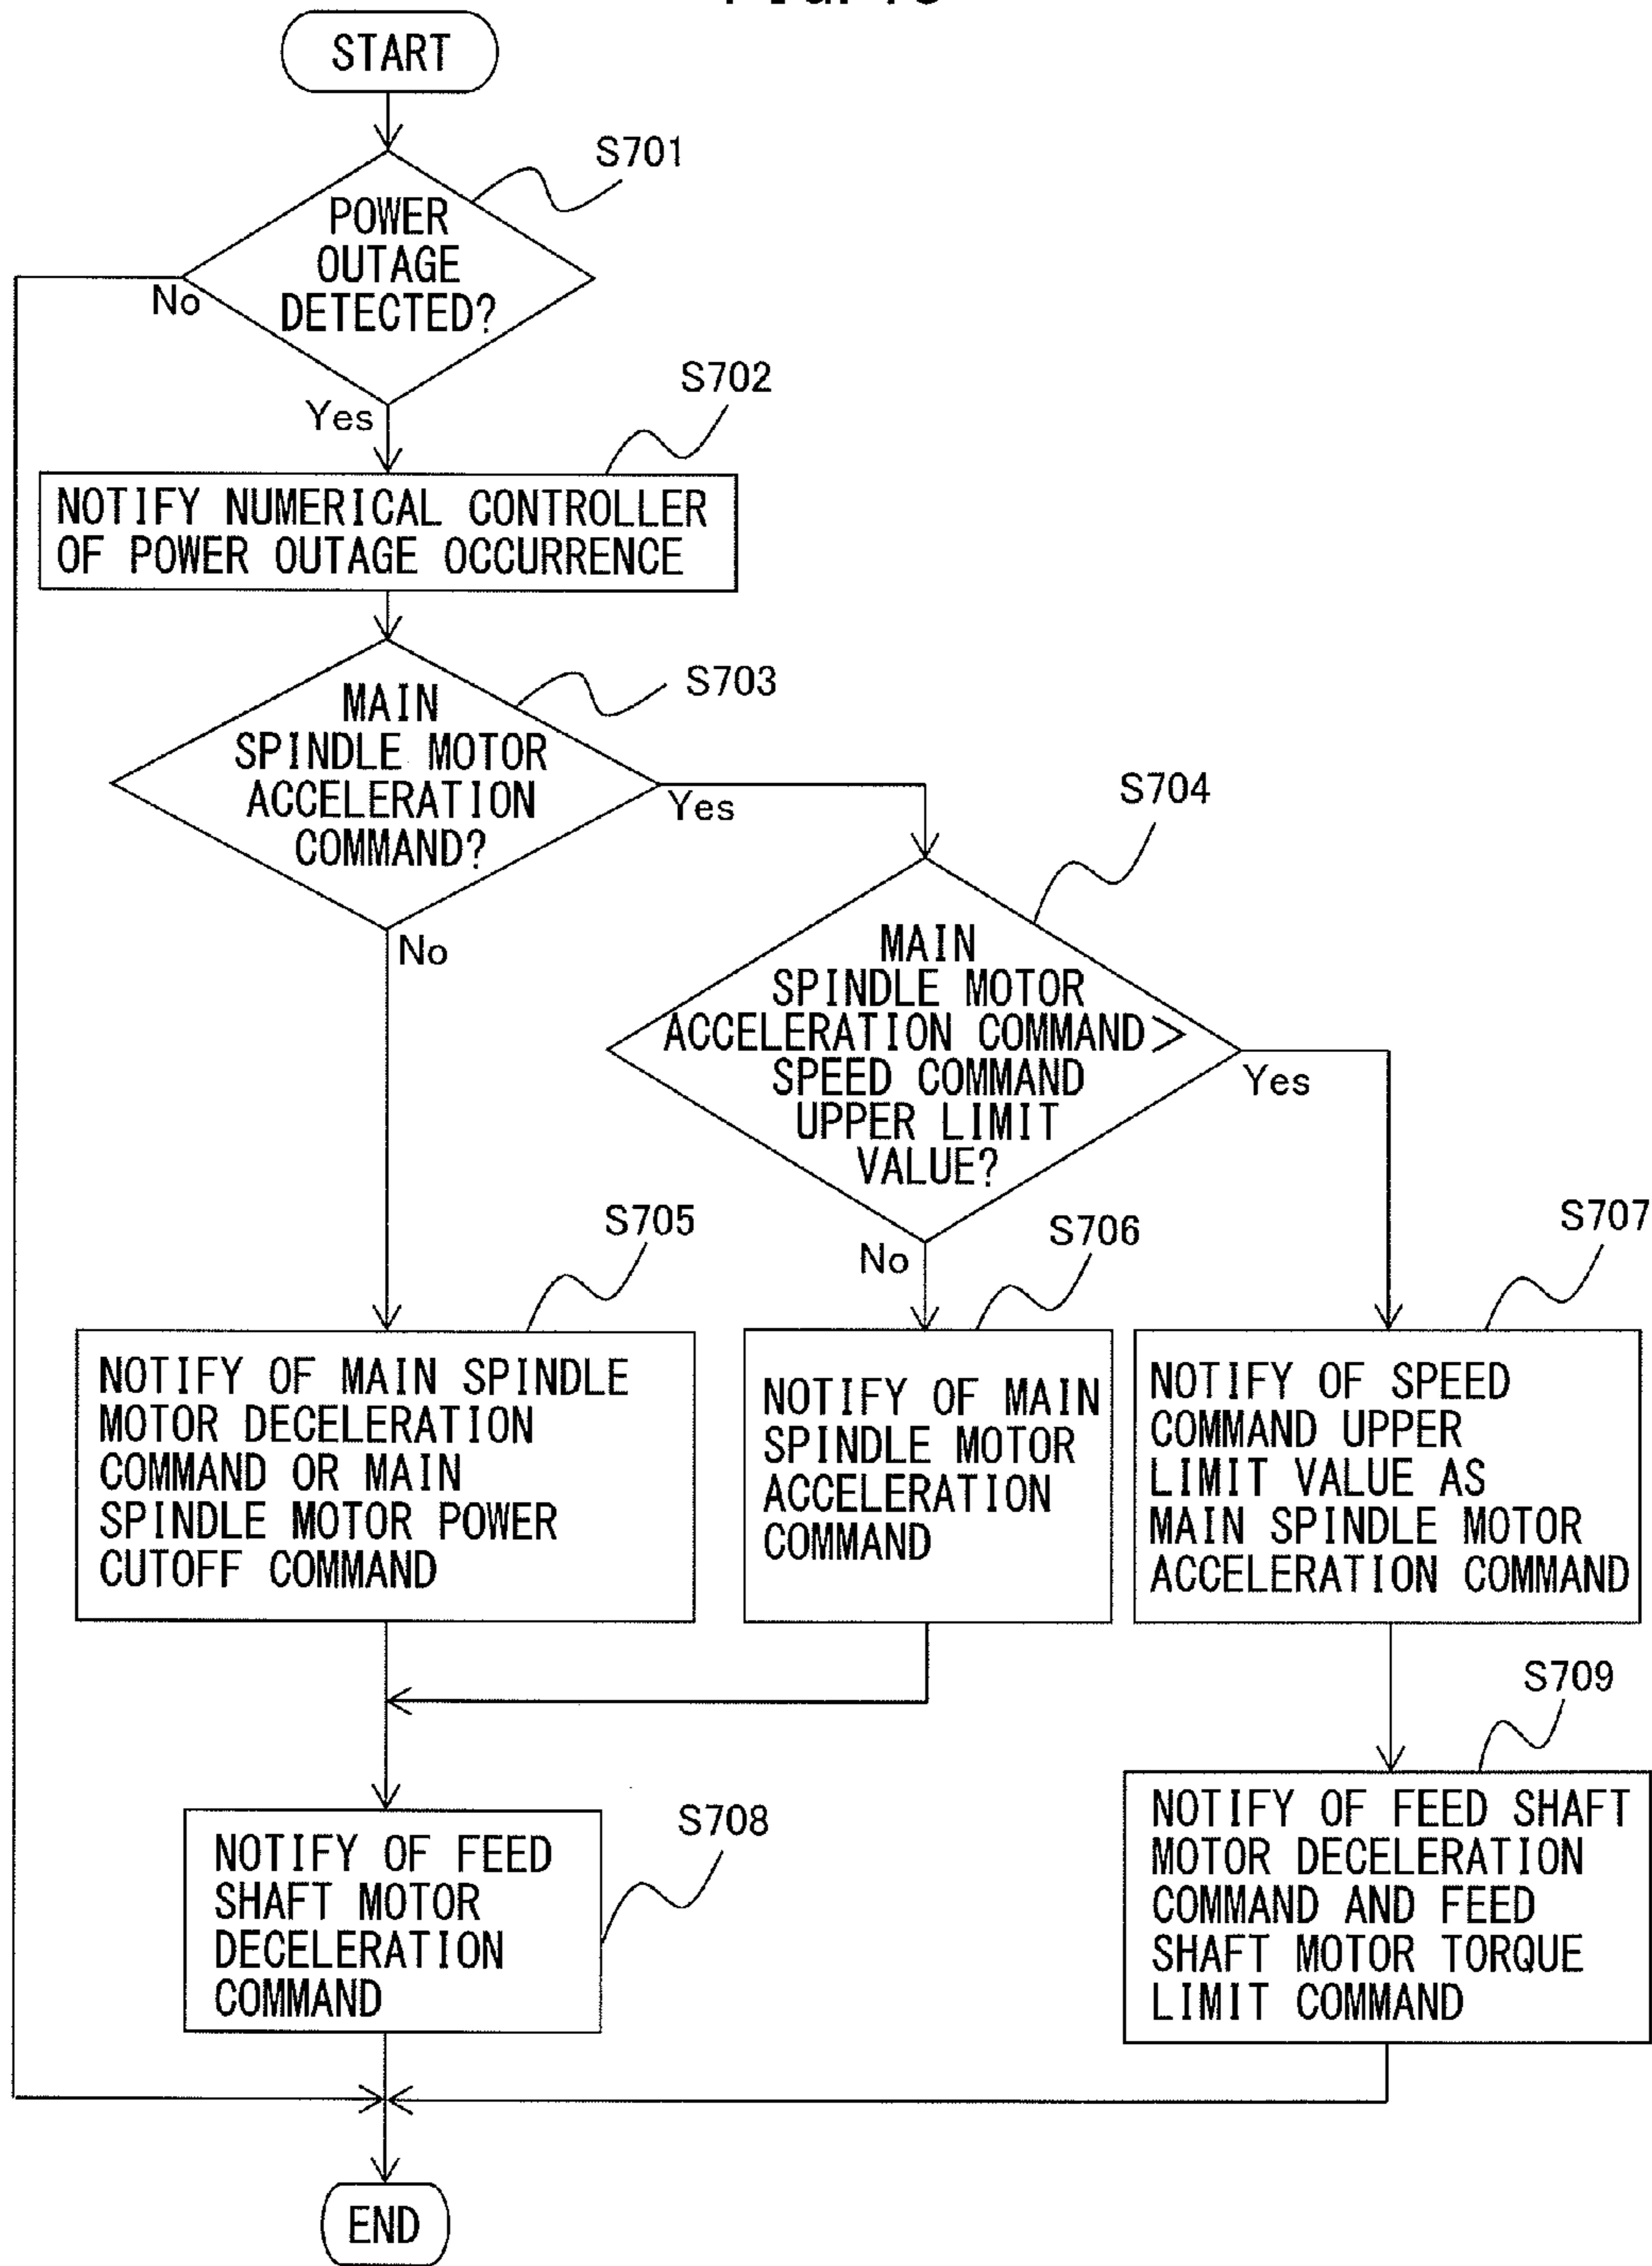 START
S701
POWER
OUTAGE
DETECTED?
No
Yes
S702
NOTIFY NUMERICAL CONTROLLER
OF POWER OUTAGE OCCURRENCE
S703
MAIN
SPINDLE MOTOR
ACCELERATION
COMMAND?
Yes
No
S704
MAIN
SPINDLE MOTOR
ACCELERATION COMMAND>
SPEED COMMAND
UPPER LIMIT
VALUE?
Yes
No
S705
NOTIFY OF MAIN SPINDLE
MOTOR DECELERATION
COMMAND OR MAIN
SPINDLE MOTOR POWER
CUTOFF COMMAND
S706
NOTIFY OF MAIN
SPINDLE MOTOR
ACCELERATION
COMMAND
S707
NOTIFY OF SPEED
COMMAND UPPER
LIMIT VALUE AS
MAIN SPINDLE MOTOR
ACCELERATION COMMAND
S708
NOTIFY OF FEED
SHAFT MOTOR
DECELERATION
COMMAND
S709
NOTIFY OF FEED SHAFT
MOTOR DECELERATION
COMMAND AND FEED
SHAFT MOTOR TORQUE
LIMIT COMMAND
END